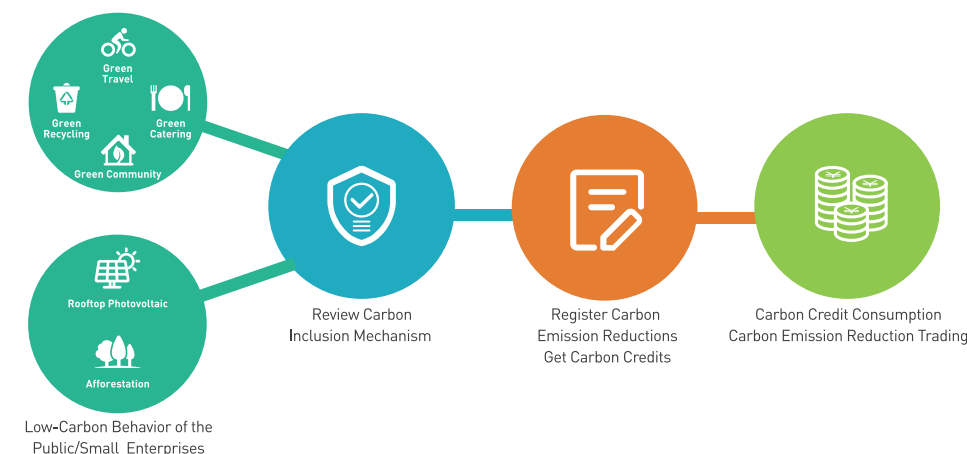 Green
Travel
Green
Recycling
Green
Catering
Green Community
Rooftop Photovoltaic
Afforestation
Low-Carbon Behavior of the
Public/Small Enterprises
Review Carbon
Inclusion Mechanism
Register Carbon
Emission Reductions
Get Carbon Credits
Carbon Credit Consumption
Carbon Emission Reduction Trading